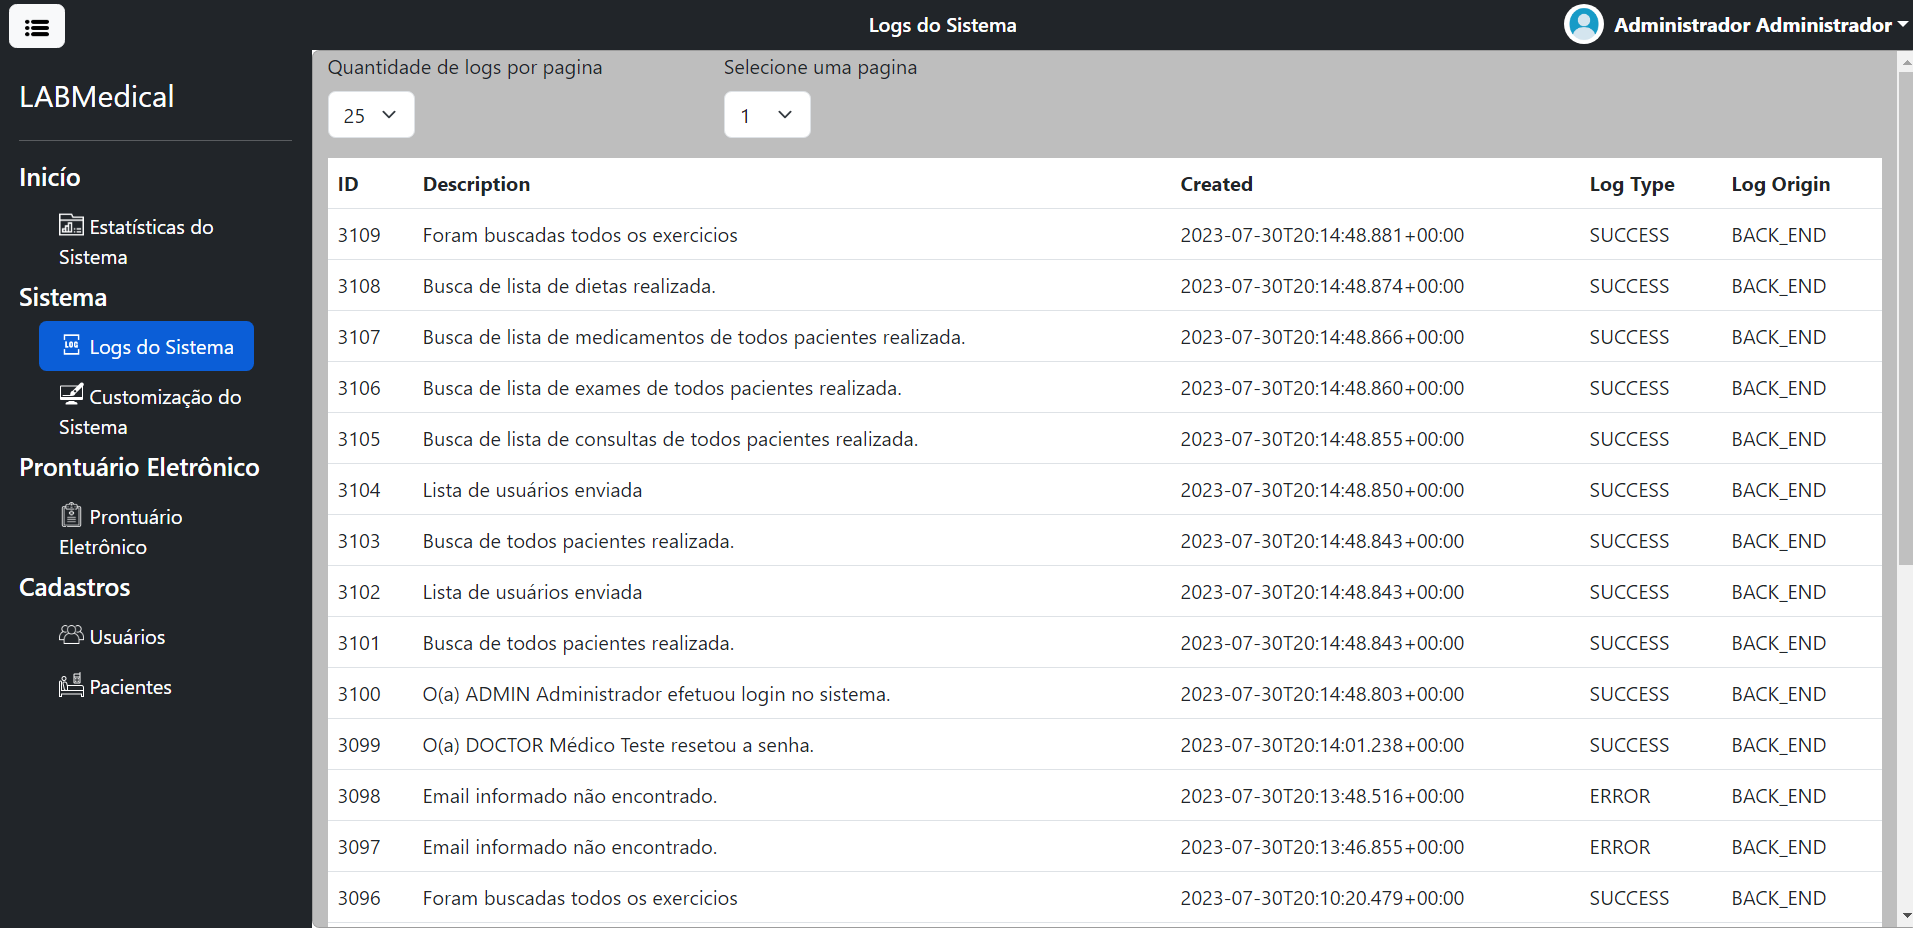 Logs do Sistema
Administrador Administrador
LABMedical
Inicío
Estatísticas do
Sistema
Sistema
LOG Logs do Sistema
Customização do
Sistema
Prontuário Eletrônico
Prontuário
Eletrônico
Cadastros
Usuários
Pacientes
Quantidade de logs por pagina Selecione uma pagina
25 1
ID Description Created Log Type Log Origin
3109 Foram buscadas todos os exercicios 2023-07-30T20:14:48.881+00:00 SUCCESS BACK_END
3108 Busca de lista de dietas realizada. 2023-07-30T20:14:48.874+00:00 SUCCESS BACK_END
3107 Busca de lista de medicamentos de todos pacientes realizada. 2023-07-30T20:14:48.866+00:00 SUCCESS BACK_END
3106 Busca de lista de exames de todos pacientes realizada. 2023-07-30T20:14:48.860+00:00 SUCCESS BACK_END
3105 Busca de lista de consultas de todos pacientes realizada. 2023-07-30T20:14:48.855+00:00 SUCCESS BACK_END
3104 Lista de usuários enviada 2023-07-30T20:14:48.850+00:00 SUCCESS BACK_END
3103 Busca de todos pacientes realizada. 2023-07-30T20:14:48.843+00:00 SUCCESS BACK_END
3102 Lista de usuários enviada 2023-07-30T20:14:48.843+00:00 SUCCESS BACK_END
3101 Busca de todos pacientes realizada. 2023-07-30T20:14:48.843+00:00 SUCCESS BACK_END
3100 O(a) ADMIN Administrador efetuou login no sistema. 2023-07-30T20:14:48.803+00:00 SUCCESS BACK_END
3099 O(a) DOCTOR Médico Teste resetou a senha. 2023-07-30T20:14:01.238+00:00 SUCCESS BACK_END
3098 Email informado não encontrado. 2023-07-30T20:13:48.516+00:00 ERROR BACK_END
3097 Email informado não encontrado. 2023-07-30T20:13:46.855+00:00 ERROR BACK_END
3096 Foram buscadas todos os exercicios 2023-07-30T20:10:20.479+00:00 SUCCESS BACK_END